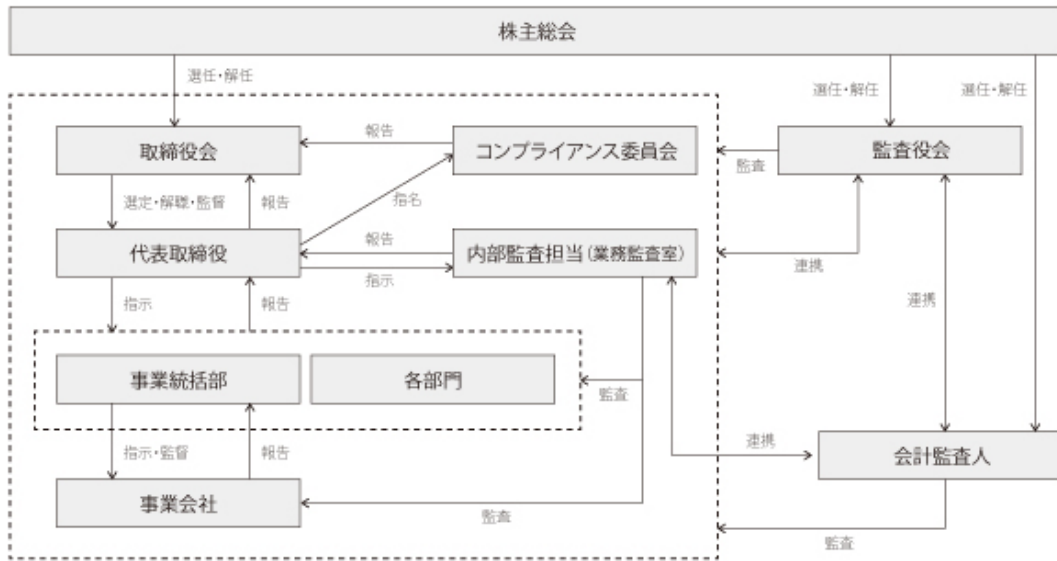 株主総会
選任・解任
選任・解任
選任・解任
取締役会
報告
コンプライアンス委員会
監査
監査役会
選定・解職・監督
報告
指名
代表取締役
報告
指示
内部監査担当(業務監査室)
連携
連携
指示
報告
事業統括部
各部門
監査
指示・監督
報告
連携
会計監査人
事業会社
監査
監査